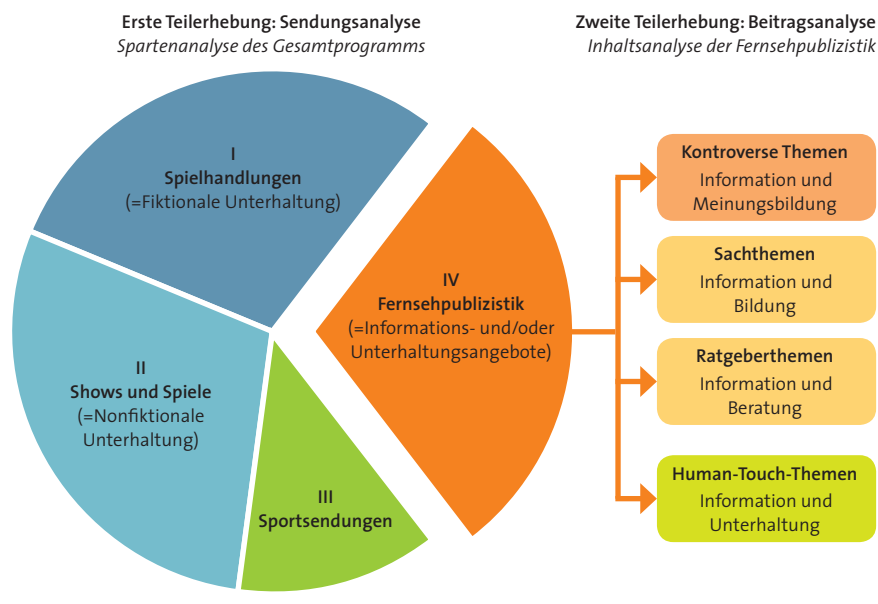 Erste Teilerhebung: Sendungsanalyse
Spartenanalyse des Gesamtprogramms
Zweite Teilerhebung: Beitragsanalyse
Inhaltsanalyse der Fernsehpublizistik
I
Spielhandlungen
(=Fiktionale Unterhaltung)
II
Shows und Spiele
(=Nonfiktionale
Unterhaltung)
III
Sportsendungen
IV
Fernsehpublizistik
(=Informations- und/oder
Unterhaltungsangebote)
Kontroverse Themen
Information und
Meinungsbildung
Sachthemen
Information und
Bildung
Ratgeberthemen
Information und
Beratung
Human-Touch-Themen
Information und
Unterhaltung